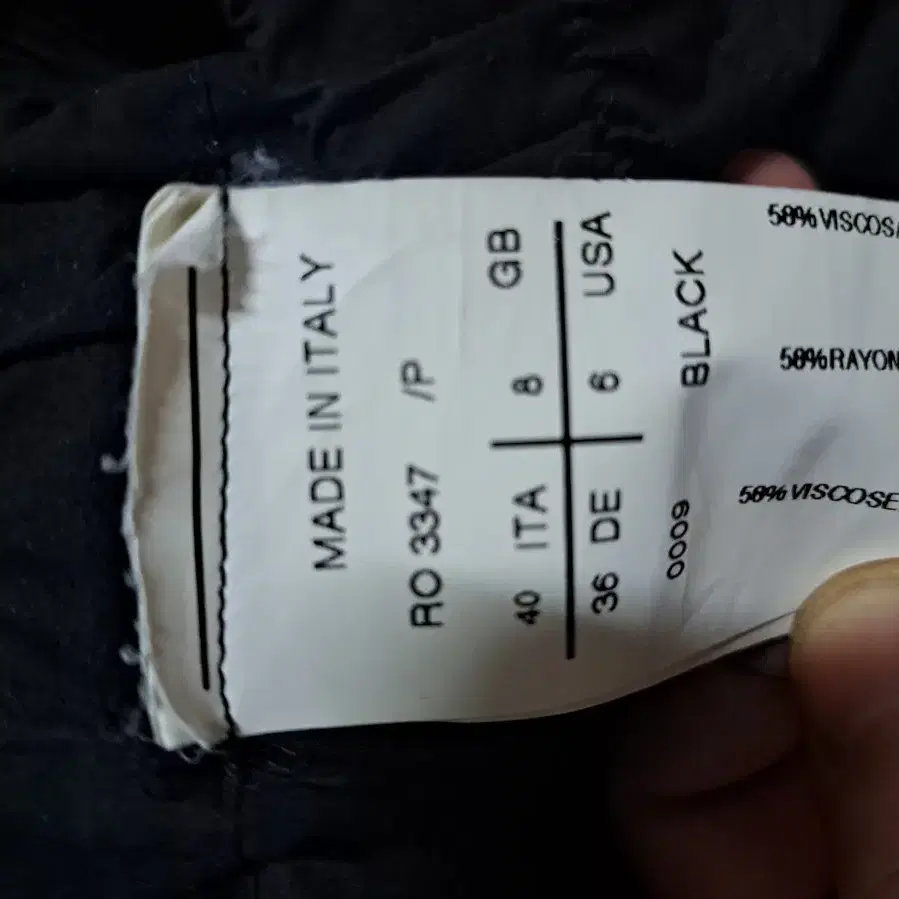 MADE IN ITALY
RO 3347 /P
40 ITA 8 GB
36 DE 6 USA
0009 BLACK
58% VISCOSA
58% RAYON
58% VISCOSE